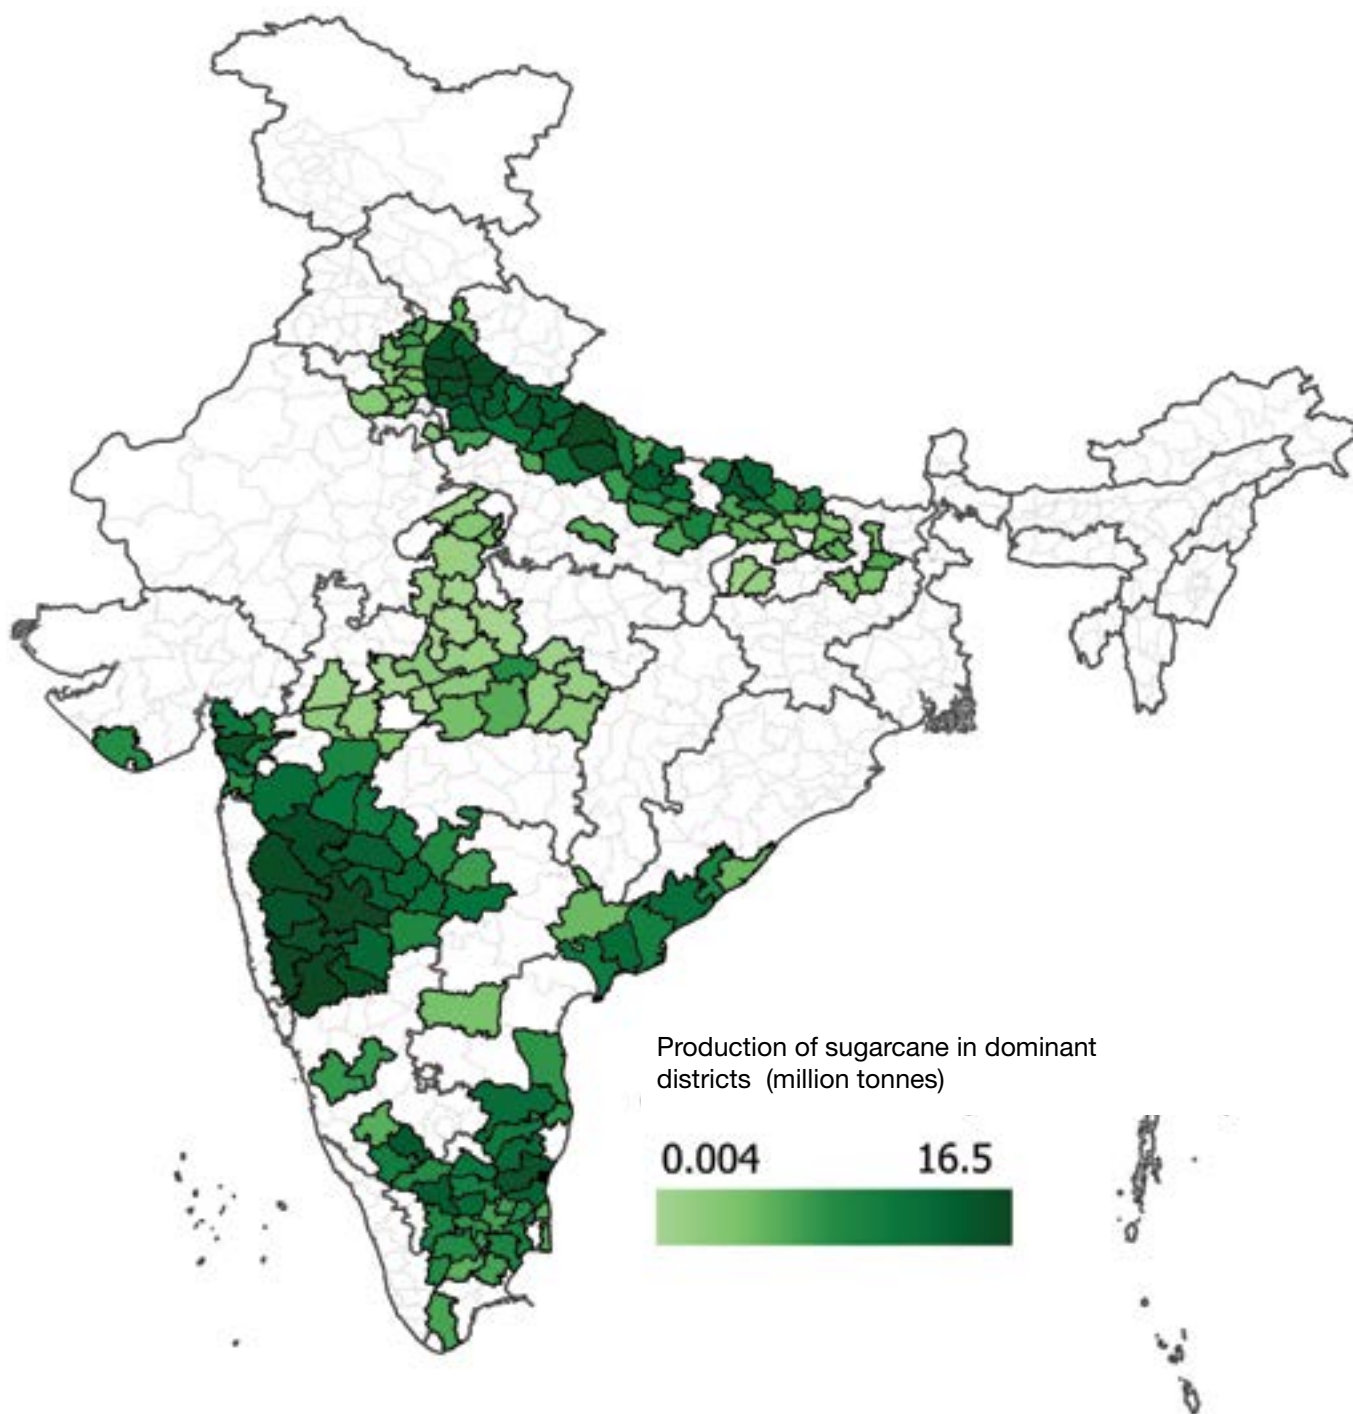 Production of sugarcane in dominant
districts (million tonnes)
0.004 16.5